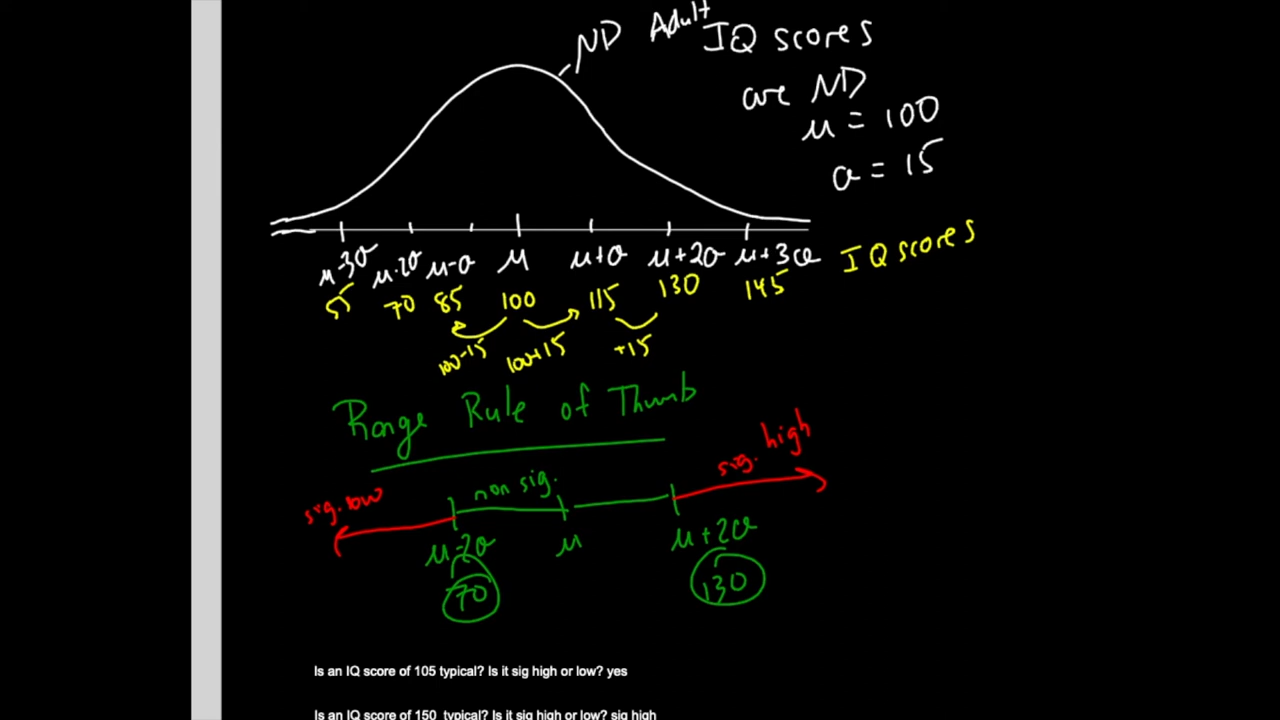 ND Adult IQ scores
are ND
μ = 100
σ = 15
μ-3σ μ-2σ μ-σ μ μ+σ μ+2σ μ+3σ IQ scores
55 70 85 100 115 130 145
100-15 100+15 +15
Range Rule of Thumb
sig. low non sig. sig. high
μ-2σ μ μ+2σ
70 130
Is an IQ score of 105 typical? Is it sig high or low? yes
Is an IQ score of 150 typical? Is it sig high or low? sig high